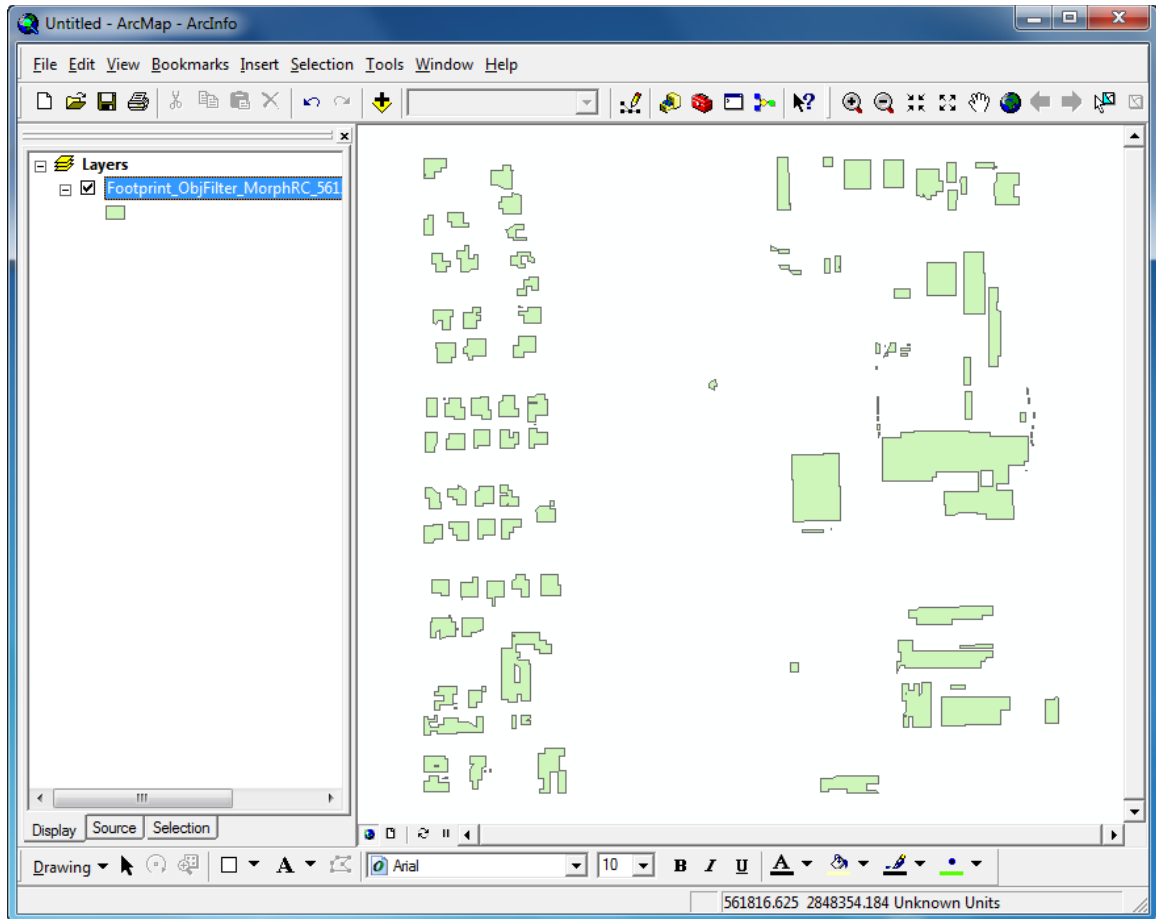 Untitled - ArcMap - ArcInfo
File Edit View Bookmarks Insert Selection Tools Window Help
Layers
Footprint_ObjFilter_MorphRC_561
Display Source Selection
Drawing A Arial 10 B I U A
561816.625 2848354.184 Unknown Units